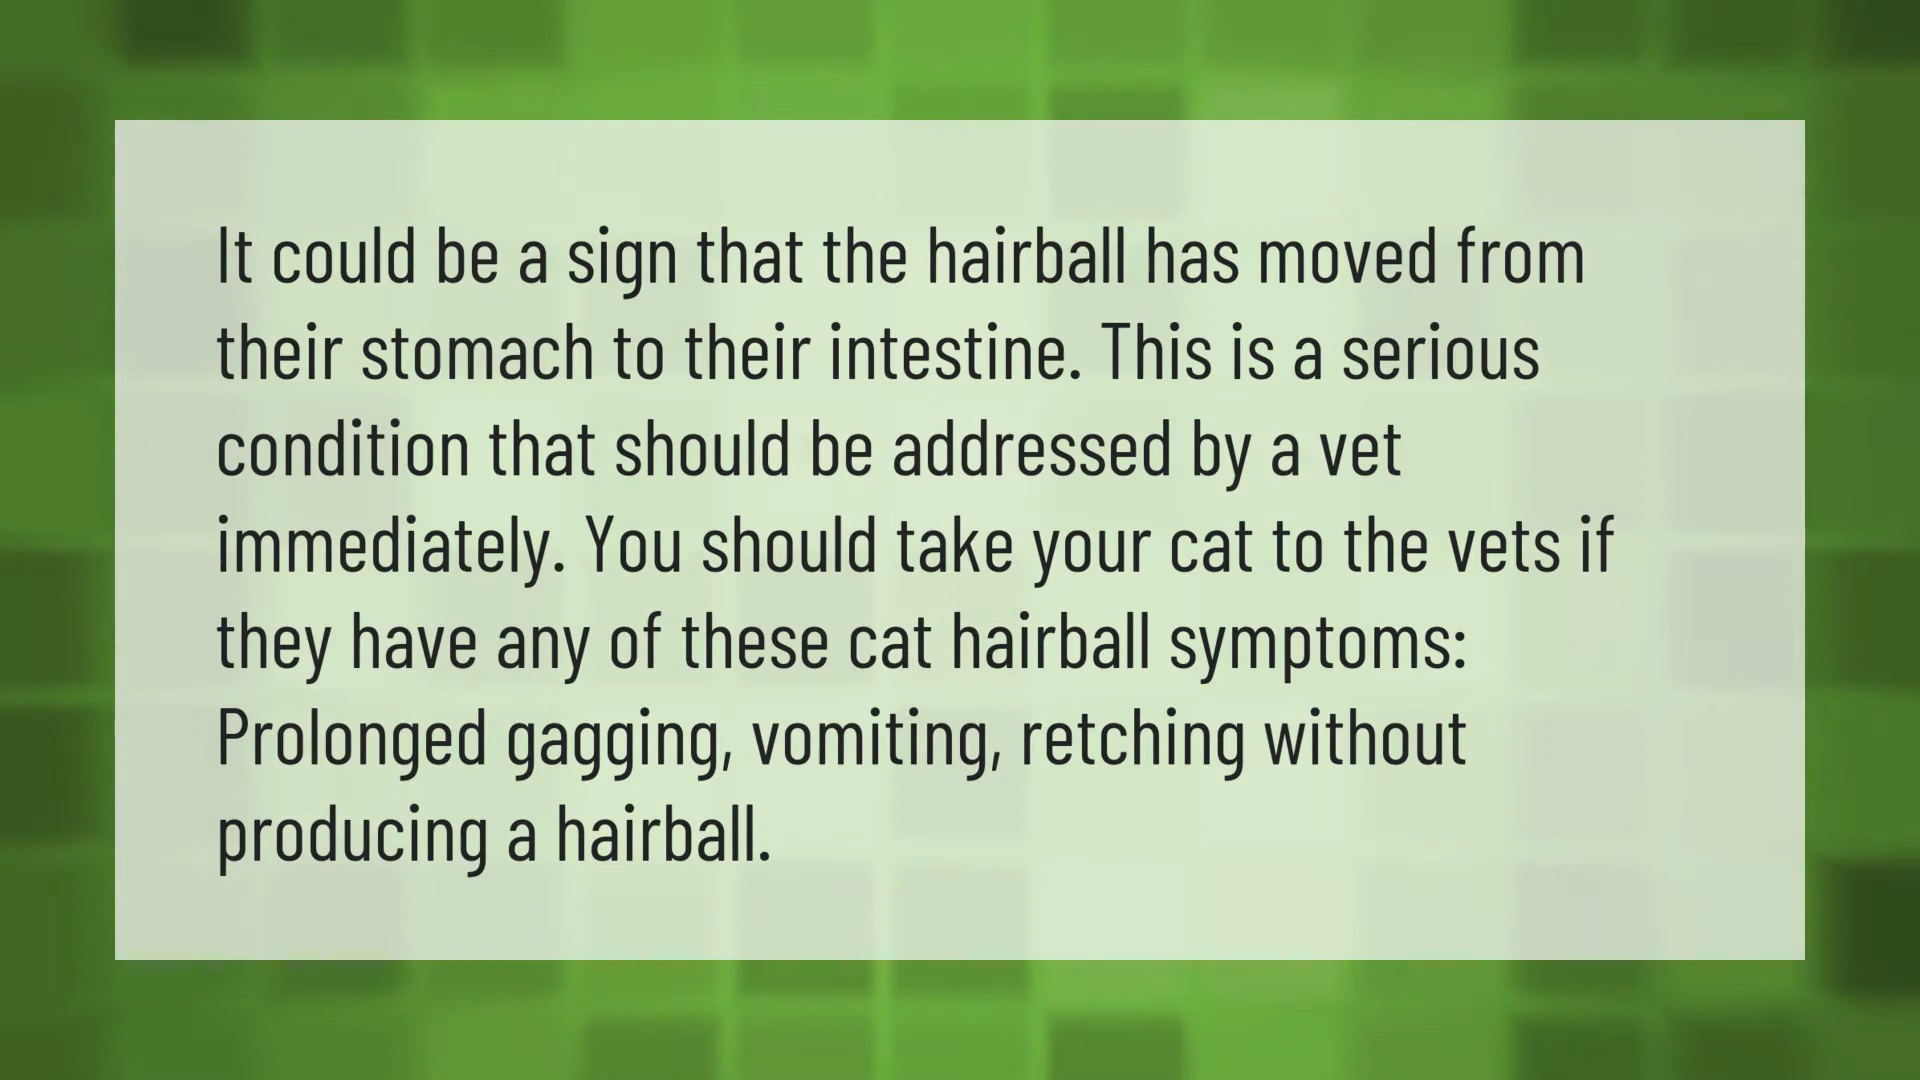 It could be a sign that the hairball has moved from
their stomach to their intestine. This is a serious
condition that should be addressed by a vet
immediately. You should take your cat to the vets if
they have any of these cat hairball symptoms:
Prolonged gagging, vomiting, retching without
producing a hairball.